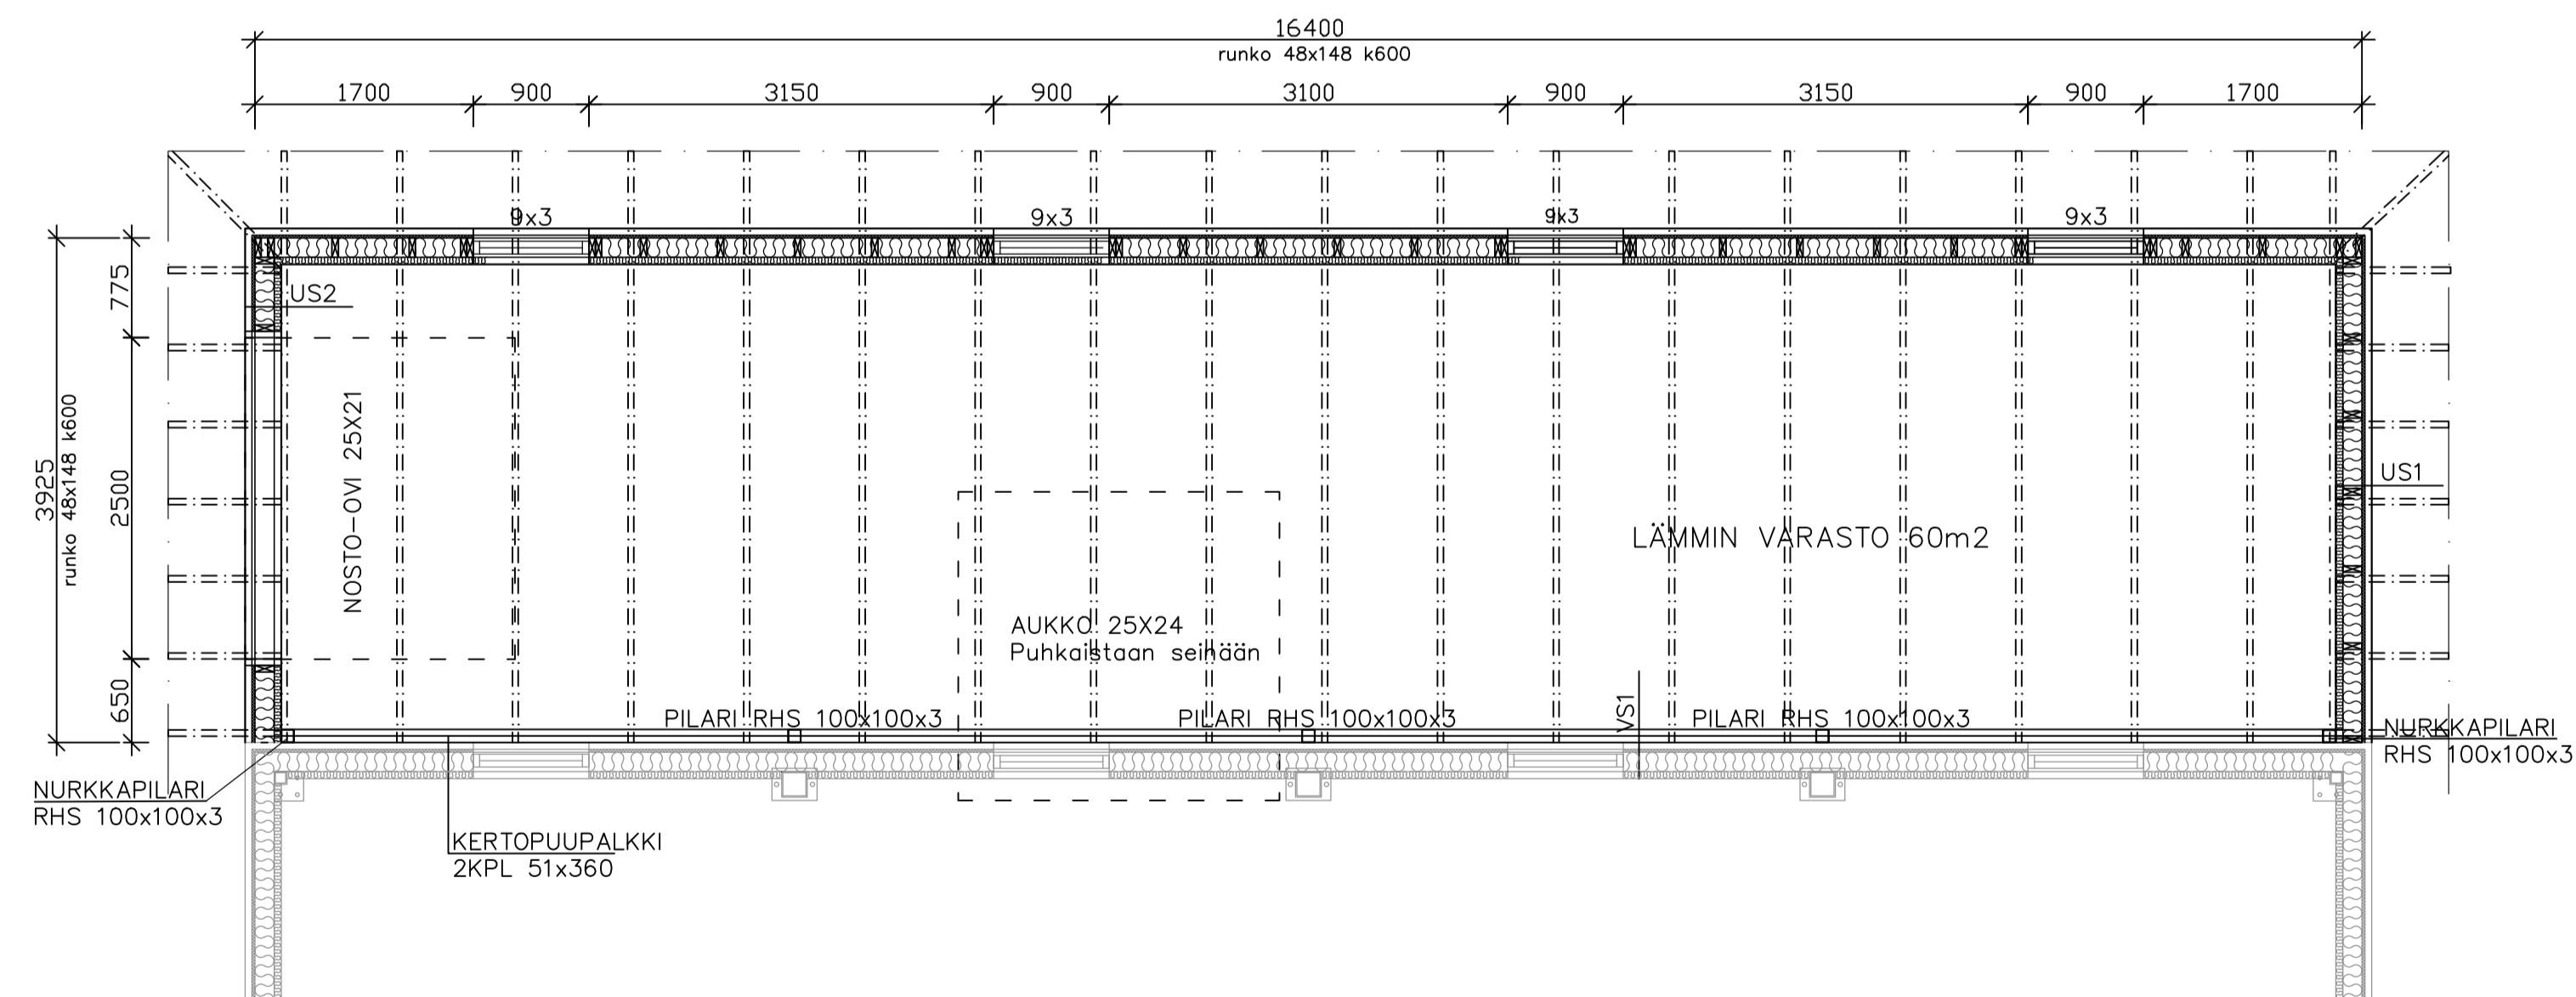 16400
runko 48x148 k600
1700 900 3150 900 3100 900 3150 900 1700
9x3 9x3 9x3 9x3
775
US2
3925
runko 48x148 k600
2500
NOSTO-OVI 25X21
US1
LÄMMIN VARASTO 60m2
AUKKO 25X24
Puhkaistaan seinään
650
PILARI RHS 100x100x3 PILARI RHS 100x100x3 VS1 PILARI RHS 100x100x3
NURKKAPILARI
RHS 100x100x3
NURKKAPILARI
RHS 100x100x3
KERTOPUUPALKKI
2KPL 51x360